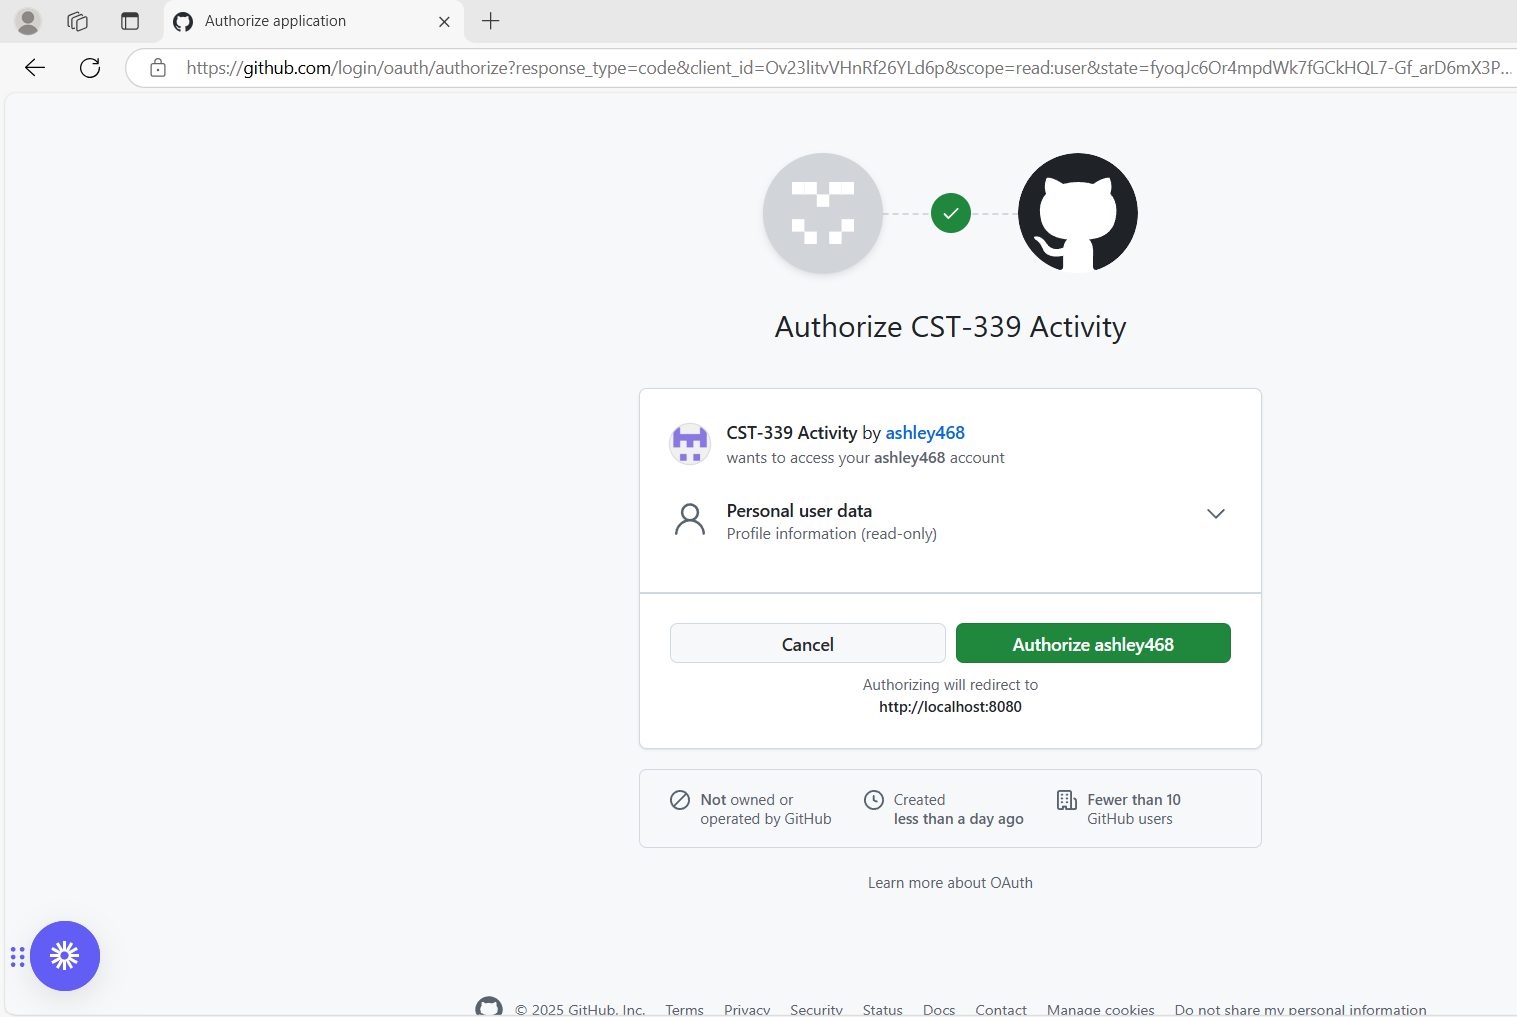 Authorize application
https://github.com/login/oauth/authorize?response_type=code&client_id=Ov23litvVHnRf26YLd6p&scope=read:user&state=fyoqJc6Or4mpdWk7fGCkHQL7-Gf_arD6mX3P...
Authorize CST-339 Activity
CST-339 Activity by ashley468
wants to access your ashley468 account
Personal user data
Profile information (read-only)
Cancel
Authorize ashley468
Authorizing will redirect to
http://localhost:8080
Not owned or
operated by GitHub
Created
less than a day ago
Fewer than 10
GitHub users
Learn more about OAuth
© 2025 GitHub, Inc. Terms Privacy Security Status Docs Contact Manage cookies Do not share my personal information